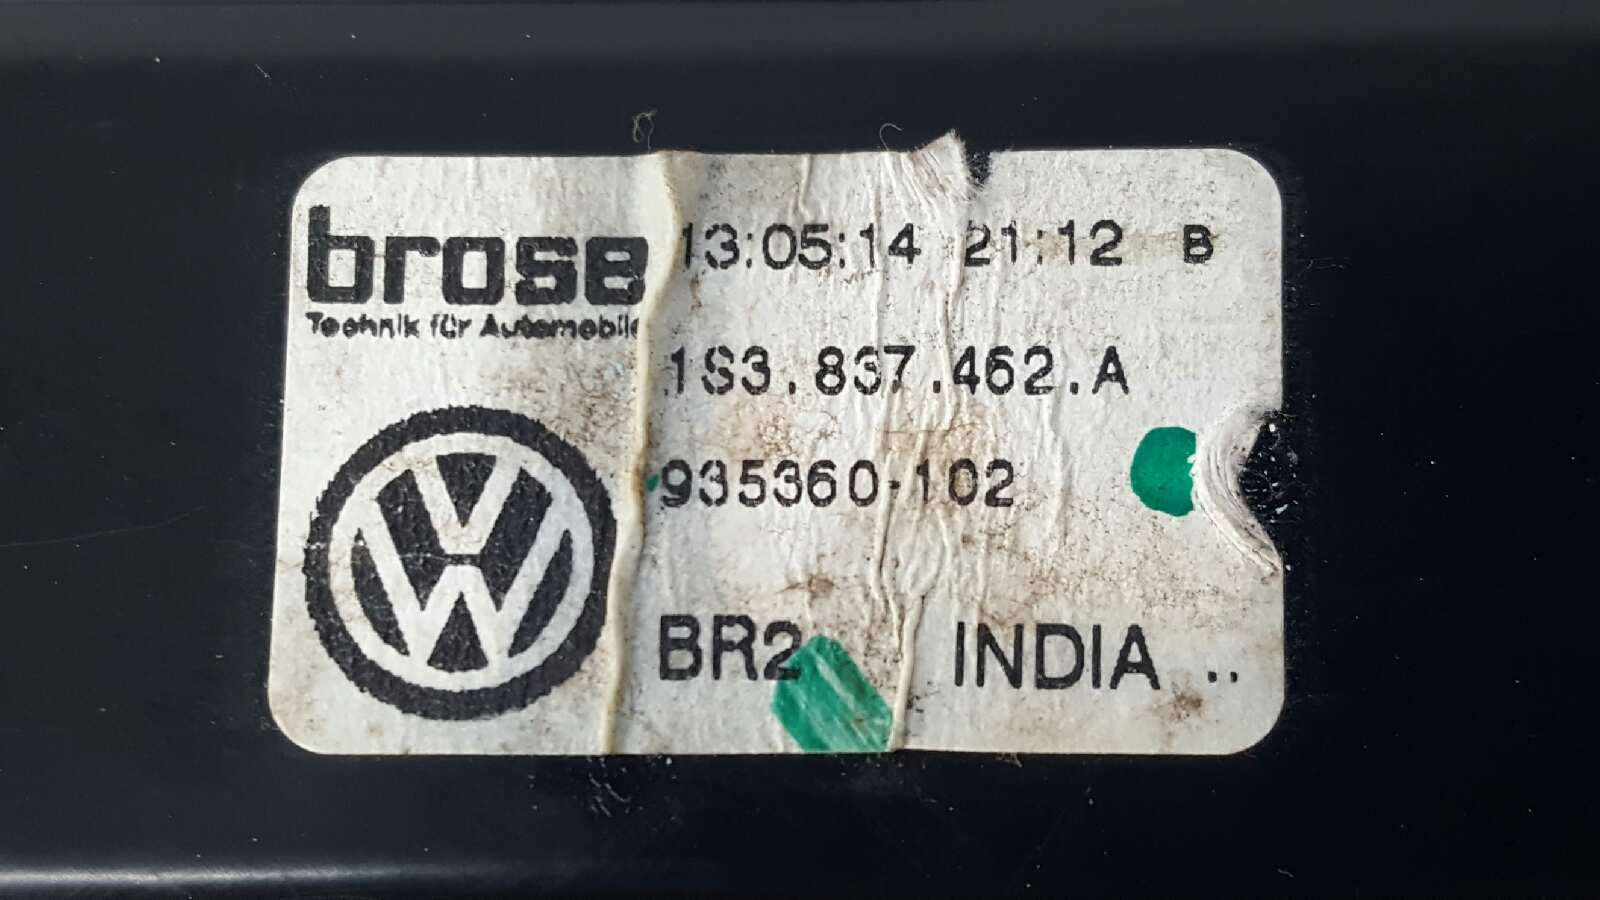 brose 13:05:14 21:12 B
Technik für Automobile
1S3.837.462.A
935360-102
BR2 INDIA ..